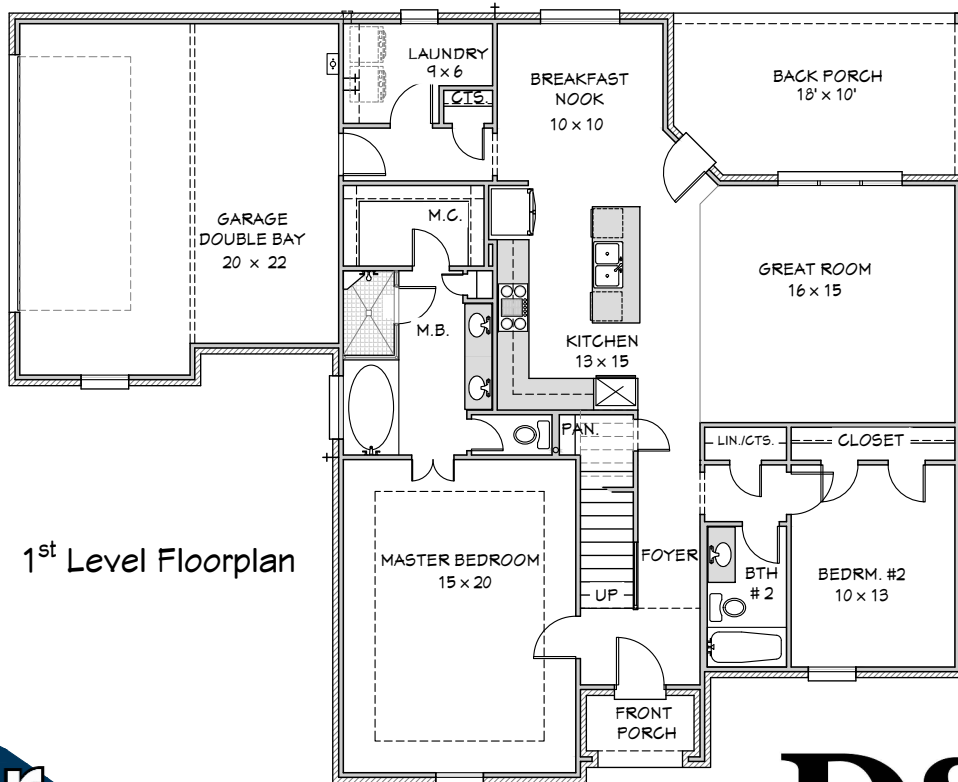 LAUNDRY
9 x 6
CTS.
BREAKFAST
NOOK
10 x 10
BACK PORCH
18' x 10'
GARAGE
DOUBLE BAY
20 x 22
M.C.
GREAT ROOM
16 x 15
M.B.
KITCHEN
13 x 15
PAN.
LIN./CTS.
CLOSET
1st Level Floorplan
MASTER BEDROOM
15 x 20
FOYER
UP
BTH
# 2
BEDRM. #2
10 x 13
FRONT
PORCH